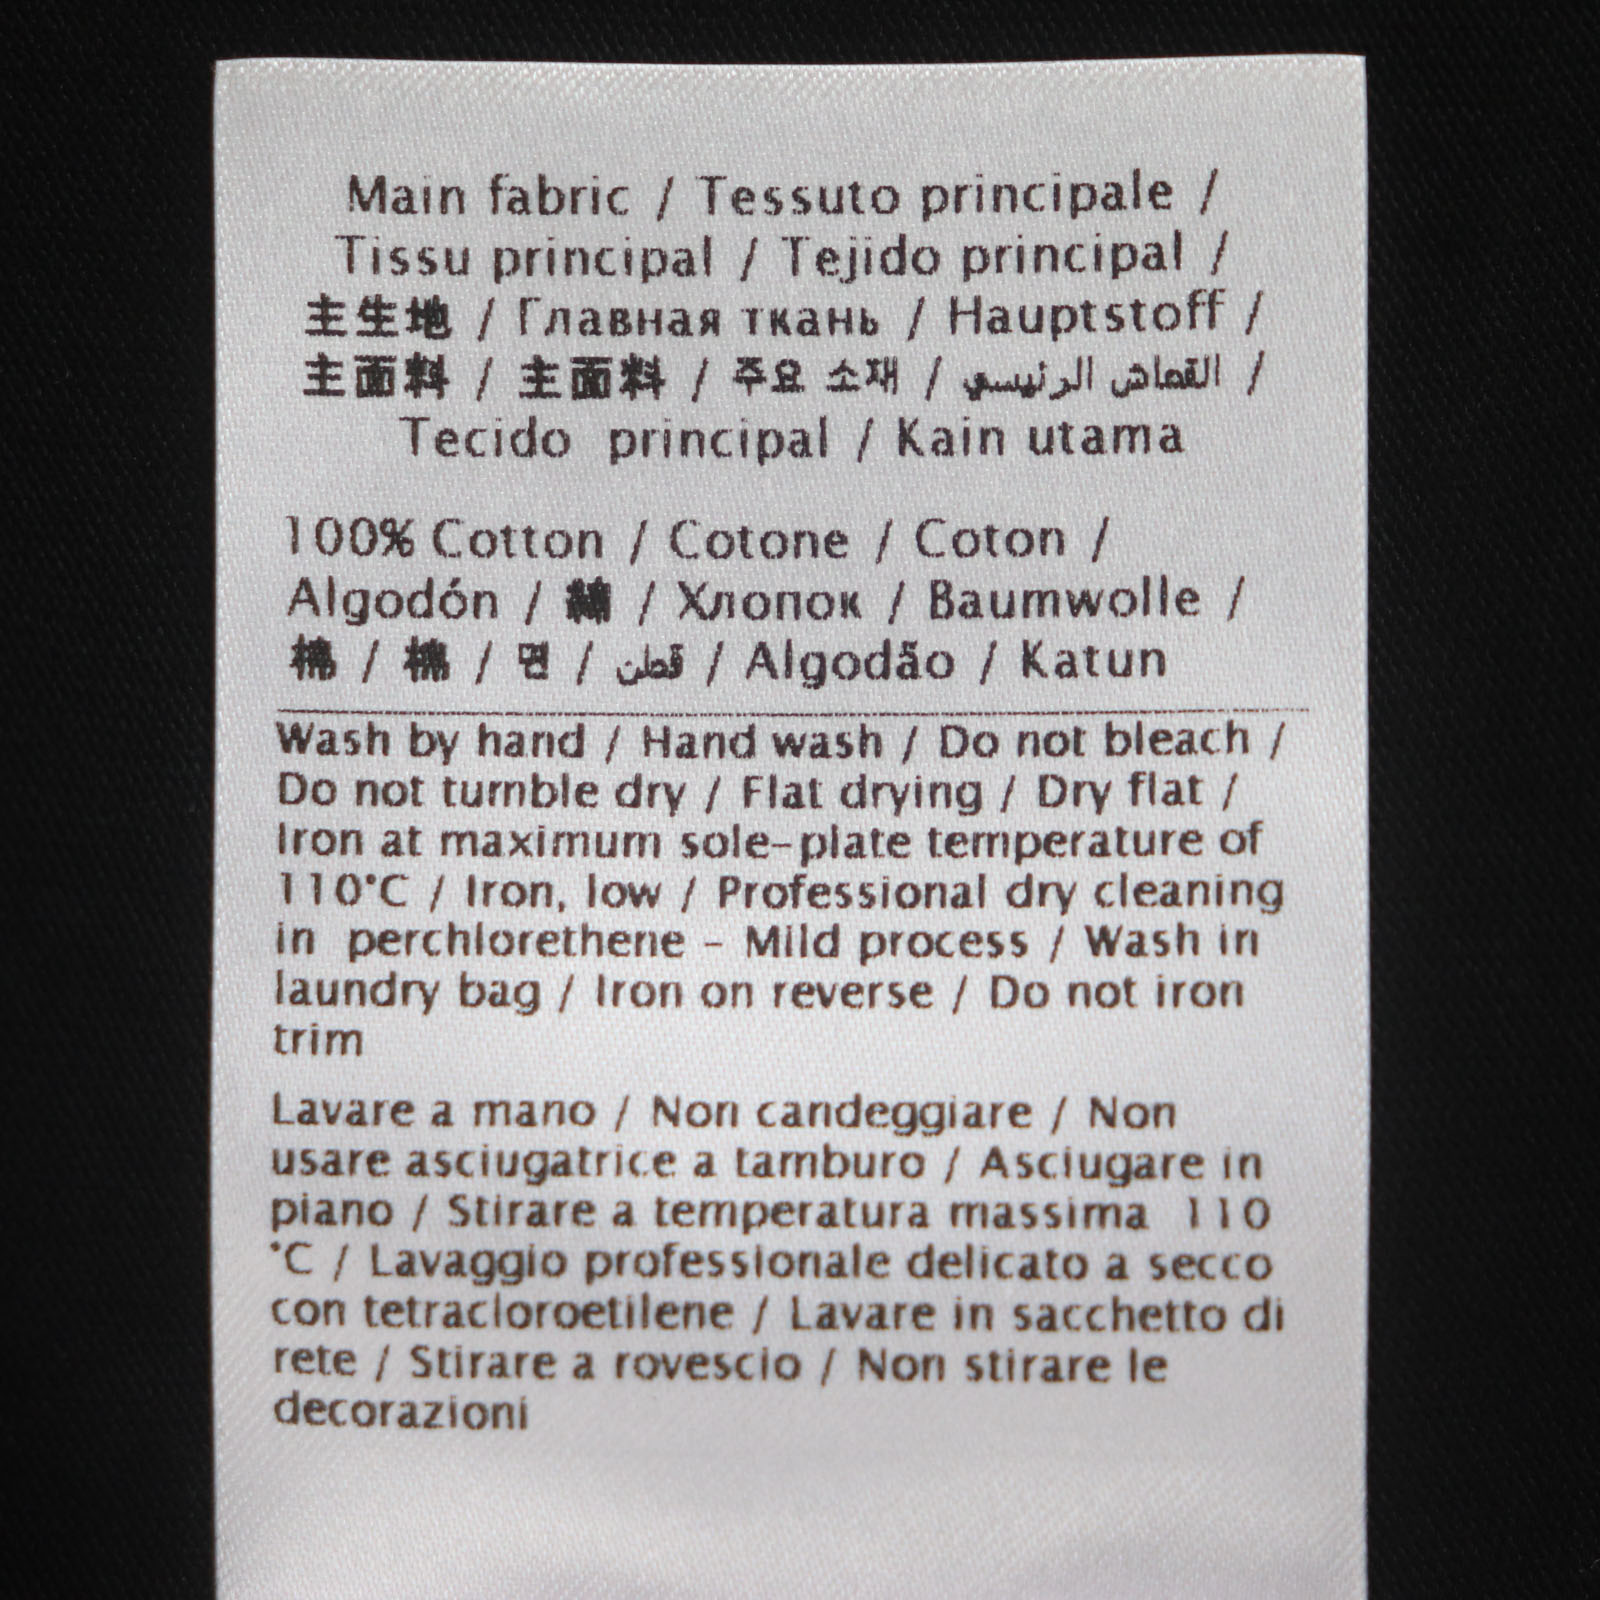 Main fabric / Tessuto principale /
Tissu principal / Tejido principal /
主生地 / Главная ткань / Hauptstoff /
主面料 / 主面料 / 주요 소재 / القماش الرئيسي /
Tecido principal / Kain utama
100% Cotton / Cotone / Coton /
Algodón / 綿 / Хлопок / Baumwolle /
棉 / 棉 / 면 / قطن / Algodão / Katun
Wash by hand / Hand wash / Do not bleach /
Do not tumble dry / Flat drying / Dry flat /
Iron at maximum sole-plate temperature of
110°C / Iron, low / Professional dry cleaning
in perchlorethene - Mild process / Wash in
laundry bag / Iron on reverse / Do not iron
trim
Lavare a mano / Non candeggiare / Non
usare asciugatrice a tamburo / Asciugare in
piano / Stirare a temperatura massima 110
°C / Lavaggio professionale delicato a secco
con tetracloroetilene / Lavare in sacchetto di
rete / Stirare a rovescio / Non stirare le
decorazioni